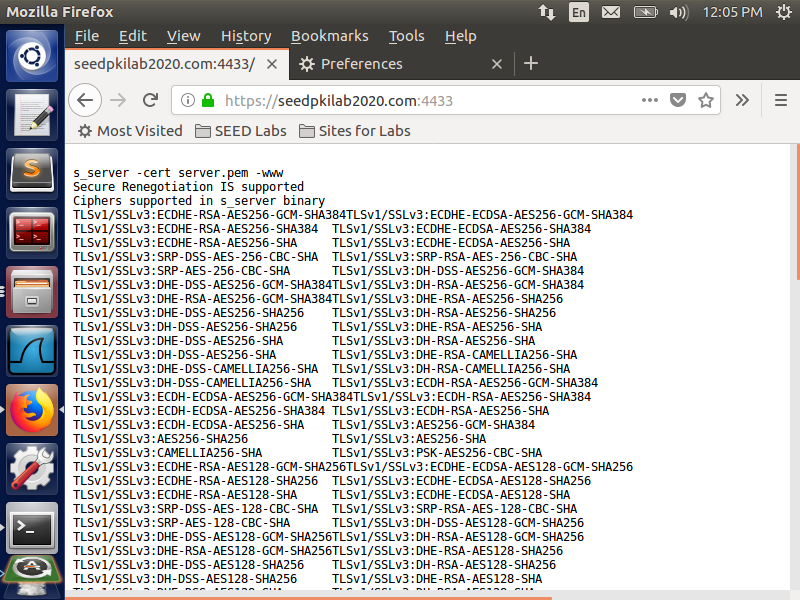 Mozilla Firefox En 12:05 PM
File Edit View History Bookmarks Tools Help
seedpkilab2020.com:4433/ Preferences
https://seedpkilab2020.com:4433
Most Visited SEED Labs Sites for Labs
s_server -cert server.pem -www
Secure Renegotiation IS supported
Ciphers supported in s_server binary
TLSv1/SSLv3:ECDHE-RSA-AES256-GCM-SHA384TLSv1/SSLv3:ECDHE-ECDSA-AES256-GCM-SHA384
TLSv1/SSLv3:ECDHE-RSA-AES256-SHA384 TLSv1/SSLv3:ECDHE-ECDSA-AES256-SHA384
TLSv1/SSLv3:ECDHE-RSA-AES256-SHA TLSv1/SSLv3:ECDHE-ECDSA-AES256-SHA
TLSv1/SSLv3:SRP-DSS-AES-256-CBC-SHA TLSv1/SSLv3:SRP-RSA-AES-256-CBC-SHA
TLSv1/SSLv3:SRP-AES-256-CBC-SHA TLSv1/SSLv3:DH-DSS-AES256-GCM-SHA384
TLSv1/SSLv3:DHE-DSS-AES256-GCM-SHA384TLSv1/SSLv3:DH-RSA-AES256-GCM-SHA384
TLSv1/SSLv3:DHE-RSA-AES256-GCM-SHA384TLSv1/SSLv3:DHE-RSA-AES256-SHA256
TLSv1/SSLv3:DHE-DSS-AES256-SHA256 TLSv1/SSLv3:DH-RSA-AES256-SHA256
TLSv1/SSLv3:DH-DSS-AES256-SHA256 TLSv1/SSLv3:DHE-RSA-AES256-SHA
TLSv1/SSLv3:DHE-DSS-AES256-SHA TLSv1/SSLv3:DH-RSA-AES256-SHA
TLSv1/SSLv3:DH-DSS-AES256-SHA TLSv1/SSLv3:DHE-RSA-CAMELLIA256-SHA
TLSv1/SSLv3:DHE-DSS-CAMELLIA256-SHA TLSv1/SSLv3:DH-RSA-CAMELLIA256-SHA
TLSv1/SSLv3:DH-DSS-CAMELLIA256-SHA TLSv1/SSLv3:ECDH-RSA-AES256-GCM-SHA384
TLSv1/SSLv3:ECDH-ECDSA-AES256-GCM-SHA384TLSv1/SSLv3:ECDH-RSA-AES256-SHA384
TLSv1/SSLv3:ECDH-ECDSA-AES256-SHA384 TLSv1/SSLv3:ECDH-RSA-AES256-SHA
TLSv1/SSLv3:ECDH-ECDSA-AES256-SHA TLSv1/SSLv3:AES256-GCM-SHA384
TLSv1/SSLv3:AES256-SHA256 TLSv1/SSLv3:AES256-SHA
TLSv1/SSLv3:CAMELLIA256-SHA TLSv1/SSLv3:PSK-AES256-CBC-SHA
TLSv1/SSLv3:ECDHE-RSA-AES128-GCM-SHA256TLSv1/SSLv3:ECDHE-ECDSA-AES128-GCM-SHA256
TLSv1/SSLv3:ECDHE-RSA-AES128-SHA256 TLSv1/SSLv3:ECDHE-ECDSA-AES128-SHA256
TLSv1/SSLv3:ECDHE-RSA-AES128-SHA TLSv1/SSLv3:ECDHE-ECDSA-AES128-SHA
TLSv1/SSLv3:SRP-DSS-AES-128-CBC-SHA TLSv1/SSLv3:SRP-RSA-AES-128-CBC-SHA
TLSv1/SSLv3:SRP-AES-128-CBC-SHA TLSv1/SSLv3:DH-DSS-AES128-GCM-SHA256
TLSv1/SSLv3:DHE-DSS-AES128-GCM-SHA256TLSv1/SSLv3:DH-RSA-AES128-GCM-SHA256
TLSv1/SSLv3:DHE-RSA-AES128-GCM-SHA256TLSv1/SSLv3:DHE-RSA-AES128-SHA256
TLSv1/SSLv3:DHE-DSS-AES128-SHA256 TLSv1/SSLv3:DH-RSA-AES128-SHA256
TLSv1/SSLv3:DH-DSS-AES128-SHA256 TLSv1/SSLv3:DHE-RSA-AES128-SHA